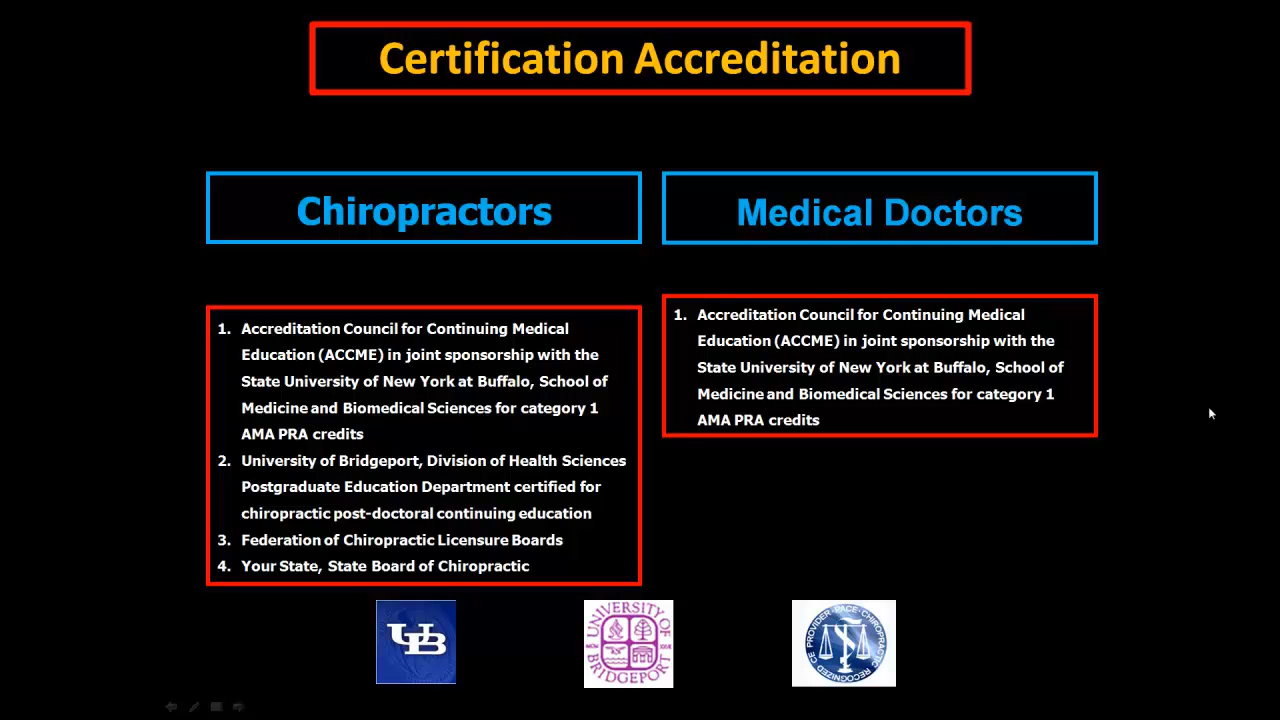 Certification Accreditation
Chiropractors
Medical Doctors
1. Accreditation Council for Continuing Medical
Education (ACCME) in joint sponsorship with the
State University of New York at Buffalo, School of
Medicine and Biomedical Sciences for category 1
AMA PRA credits
2. University of Bridgeport, Division of Health Sciences
Postgraduate Education Department certified for
chiropractic post-doctoral continuing education
3. Federation of Chiropractic Licensure Boards
4. Your State, State Board of Chiropractic
1. Accreditation Council for Continuing Medical
Education (ACCME) in joint sponsorship with the
State University of New York at Buffalo, School of
Medicine and Biomedical Sciences for category 1
AMA PRA credits
UB
UNIVERSITY OF
BRIDGEPORT
PROVIDER · PACE · CHIROPRACTIC
RECOGNIZED CE